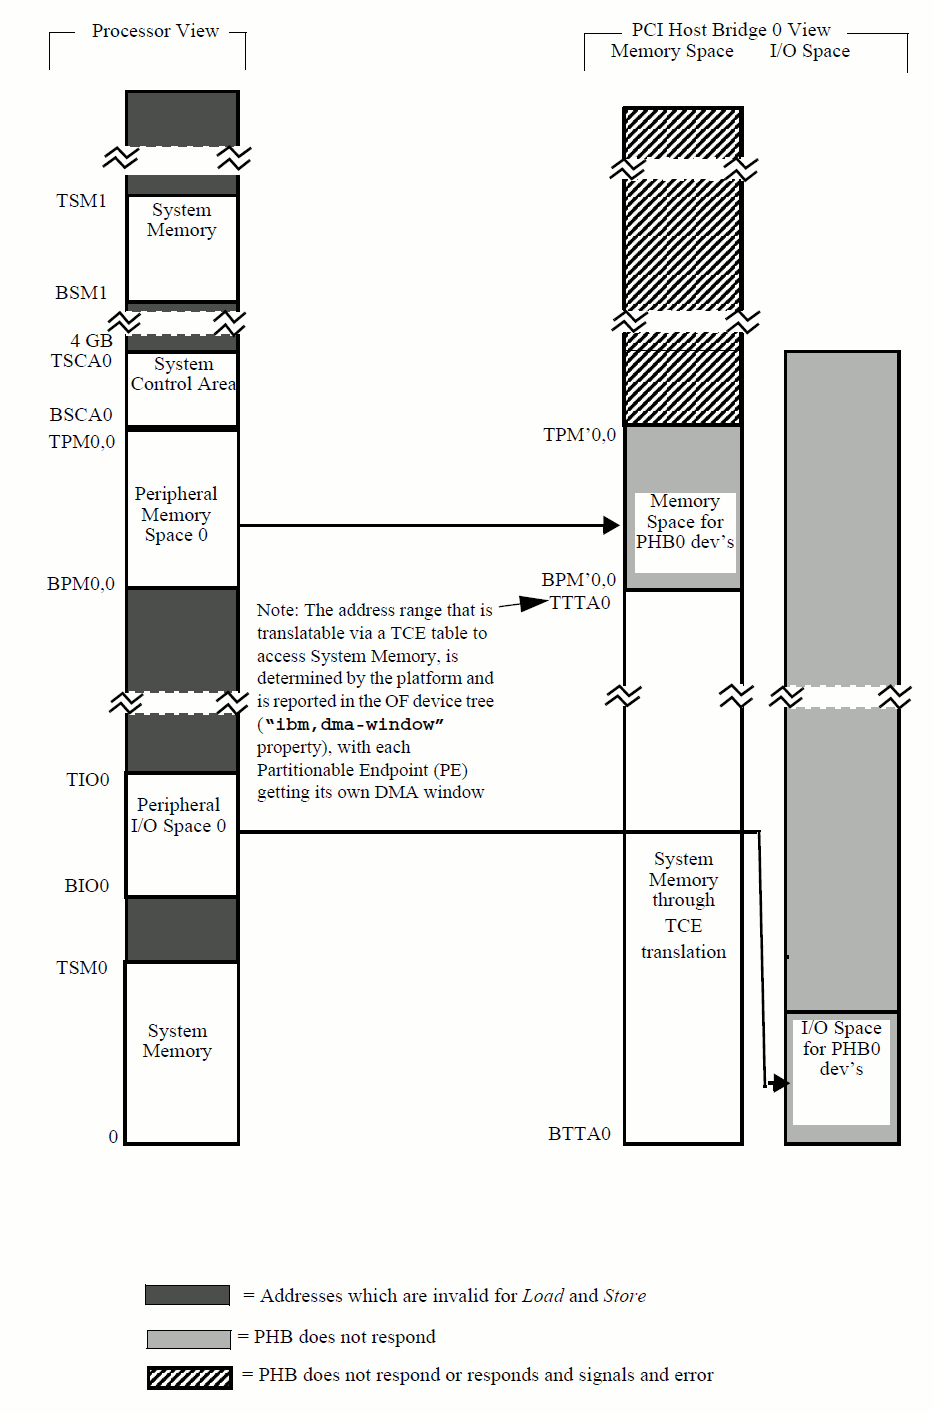 Processor View
PCI Host Bridge 0 View
Memory Space
I/O Space
TSM1
System
Memory
BSM1
4 GB
TSCA0
System
Control Area
BSCA0
TPM0,0
Peripheral
Memory
Space 0
BPM0,0
TPM’0,0
Memory
Space for
PHB0 dev’s
BPM’0,0
TTTA0
Note: The address range that is
translatable via a TCE table to
access System Memory, is
determined by the platform and
is reported in the OF device tree
(“ibm,dma-window”
property), with each
Partitionable Endpoint (PE)
getting its own DMA window
TIO0
Peripheral
I/O Space 0
BIO0
System
Memory
through
TCE
translation
TSM0
System
Memory
I/O Space
for PHB0
dev’s
0
BTTA0
= Addresses which are invalid for Load and Store
= PHB does not respond
= PHB does not respond or responds and signals and error